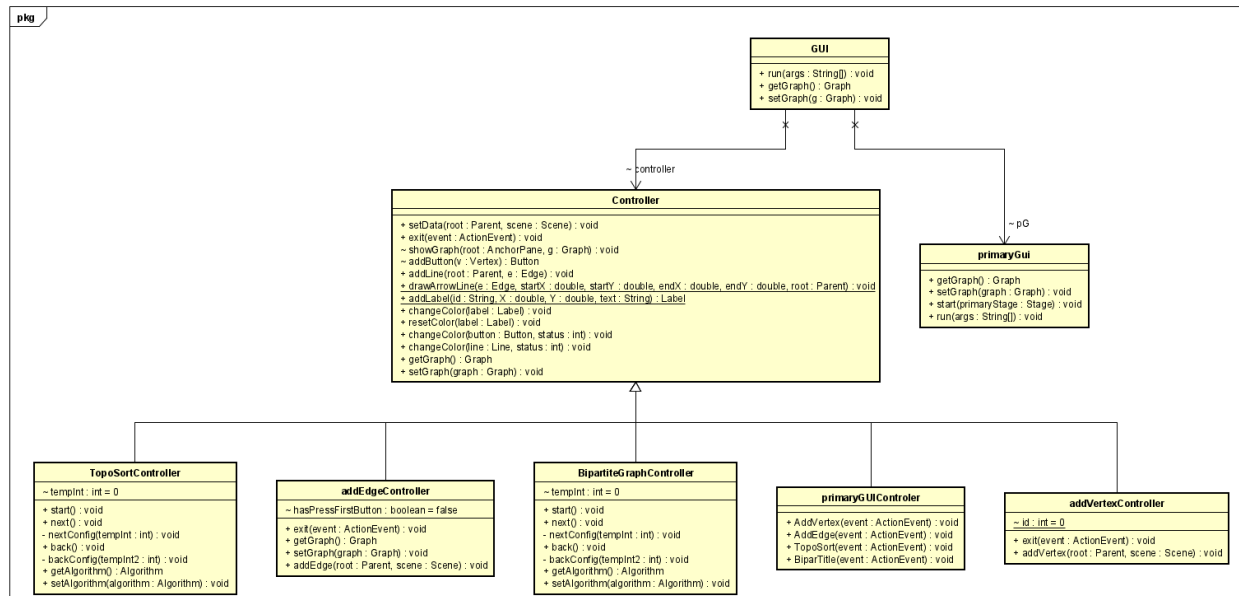 pkg
GUI
+ run(args : String[]) : void
+ getGraph() : Graph
+ setGraph(g : Graph) : void
~ controller
~ pG
Controller
+ setData(root : Parent, scene : Scene) : void
+ exit(event : ActionEvent) : void
~ showGraph(root : AnchorPane, g : Graph) : void
~ addButton(v : Vertex) : Button
+ addLine(root : Parent, e : Edge) : void
+ drawArrowLine(e : Edge, startX : double, startY : double, endX : double, endY : double, root : Parent) : void
+ addLabel(id : String, X : double, Y : double, text : String) : Label
+ changeColor(label : Label) : void
+ resetColor(label : Label) : void
+ changeColor(button : Button, status : int) : void
+ changeColor(line : Line, status : int) : void
+ getGraph() : Graph
+ setGraph(graph : Graph) : void
primaryGui
+ getGraph() : Graph
+ setGraph(graph : Graph) : void
+ start(primaryStage : Stage) : void
+ run(args : String[]) : void
TopoSortController
~ tempInt : int = 0
+ start() : void
+ next() : void
- nextConfig(tempInt : int) : void
+ back() : void
- backConfig(tempInt2 : int) : void
+ getAlgorithm() : Algorithm
+ setAlgorithm(algorithm : Algorithm) : void
addEdgeController
~ hasPressFirstButton : boolean = false
+ exit(event : ActionEvent) : void
+ getGraph() : Graph
+ setGraph(graph : Graph) : void
+ addEdge(root : Parent, scene : Scene) : void
BipartiteGraphController
~ tempInt : int = 0
+ start() : void
+ next() : void
- nextConfig(tempInt : int) : void
+ back() : void
- backConfig(tempInt2 : int) : void
+ getAlgorithm() : Algorithm
+ setAlgorithm(algorithm : Algorithm) : void
primaryGUIControler
+ AddVertex(event : ActionEvent) : void
+ AddEdge(event : ActionEvent) : void
+ TopoSort(event : ActionEvent) : void
+ BiparTitle(event : ActionEvent) : void
addVertexController
~ id : int = 0
+ exit(event : ActionEvent) : void
+ addVertex(root : Parent, scene : Scene) : void